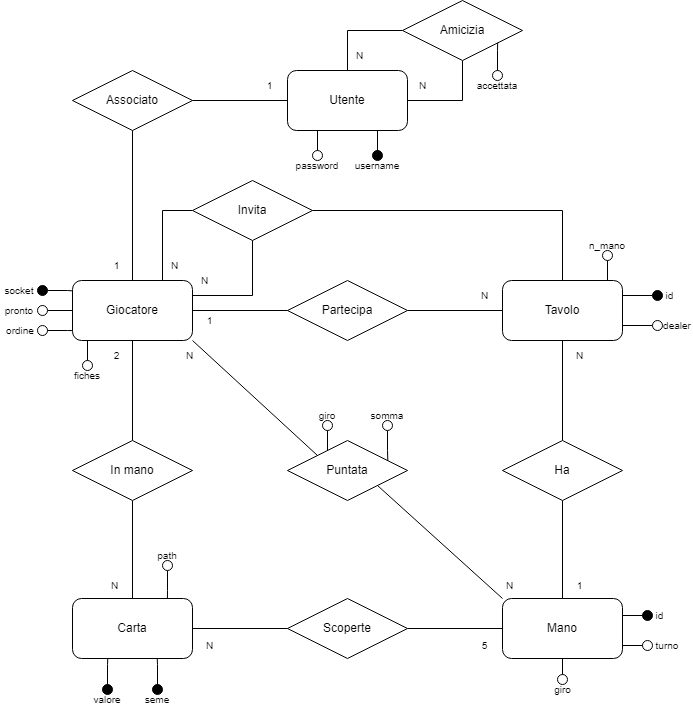 Amicizia
N
accettata
Associato
1
Utente
N
password
username
Invita
N
N
1
n_mano
socket
pronto
ordine
Giocatore
fiches
1
Partecipa
N
Tavolo
id
dealer
2
N
N
giro
somma
In mano
Puntata
Ha
path
N
N
1
Carta
N
Scoperte
5
Mano
id
turno
valore
seme
giro